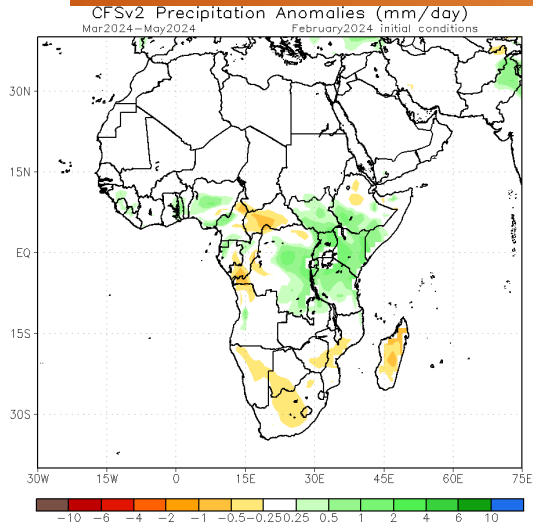 CFSv2 Precipitation Anomalies (mm/day)
Mar2024–May2024 February2024 initial conditions
30N
15N
EQ
15S
30S
30W 15W 0 15E 30E 45E 60E 75E
−10 −6 −4 −2 −1 −0.5 −0.25 0.25 0.5 1 2 4 6 10